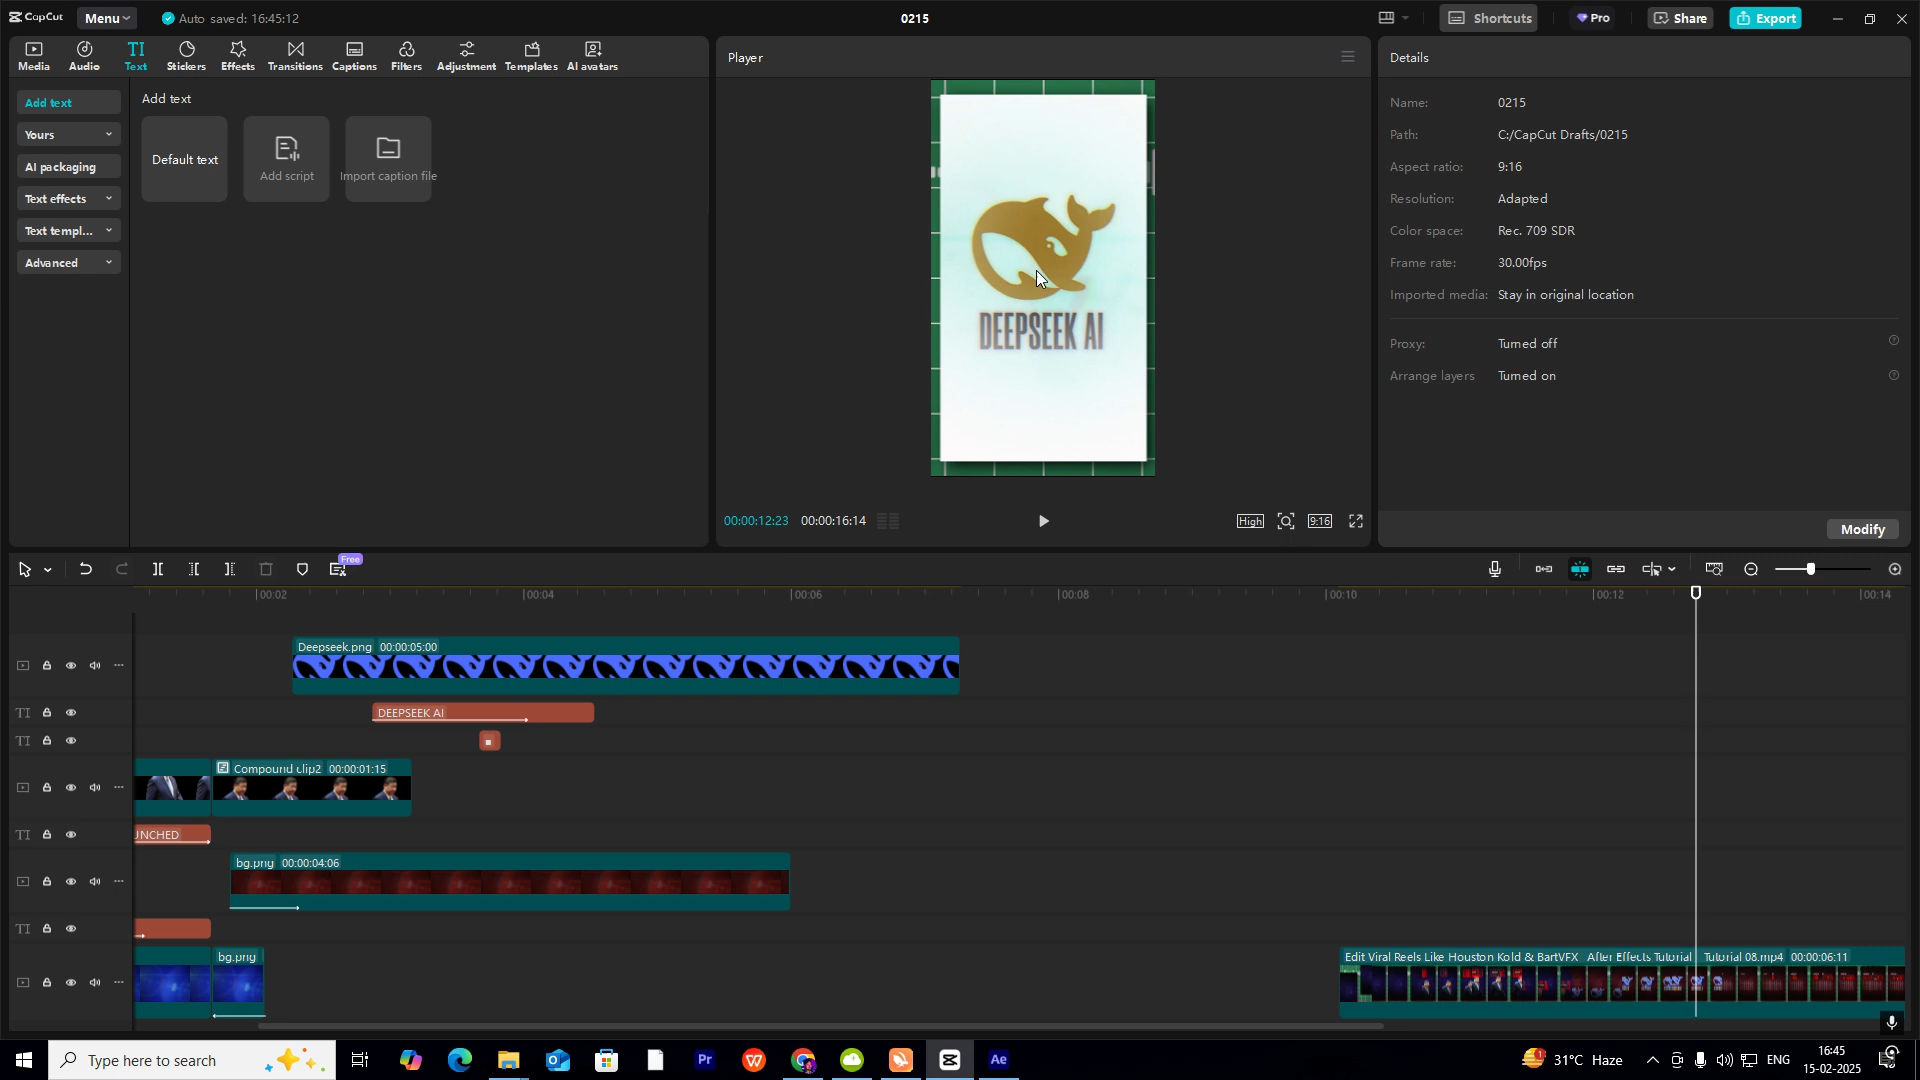 CapCut
Menu
Auto saved: 16:45:12
0215
Shortcuts
Pro
Share
Export
Media
Audio
TI
Text
Stickers
Effects
Transitions
Captions
Filters
Adjustment
Templates
AI avatars
Add text
Yours
AI packaging
Text effects
Text templ...
Advanced
Add text
Default text
Add script
Import caption file
Player
DEEPSEEK AI
00:00:12:23
00:00:16:14
High
9:16
Details
Name: 0215
Path: C:/CapCut Drafts/0215
Aspect ratio: 9:16
Resolution: Adapted
Color space: Rec. 709 SDR
Frame rate: 30.00fps
Imported media: Stay in original location
Proxy: Turned off
Arrange layers Turned on
Modify
Free
00:02
00:04
00:06
00:08
00:10
00:12
00:14
Deepseek.png 00:00:05:00
TI
DEEPSEEK AI
TI
Compound clip2 00:00:01:15
TI
UNCHED
bg.png 00:00:04:06
TI
bg.png
Edit Viral Reels Like Houston Kold & BartVFX After Effects Tutorial Tutorial 08.mp4 00:00:06:11
Type here to search
Pr
Ae
1
31°C Haze
ENG
16:45
15-02-2025